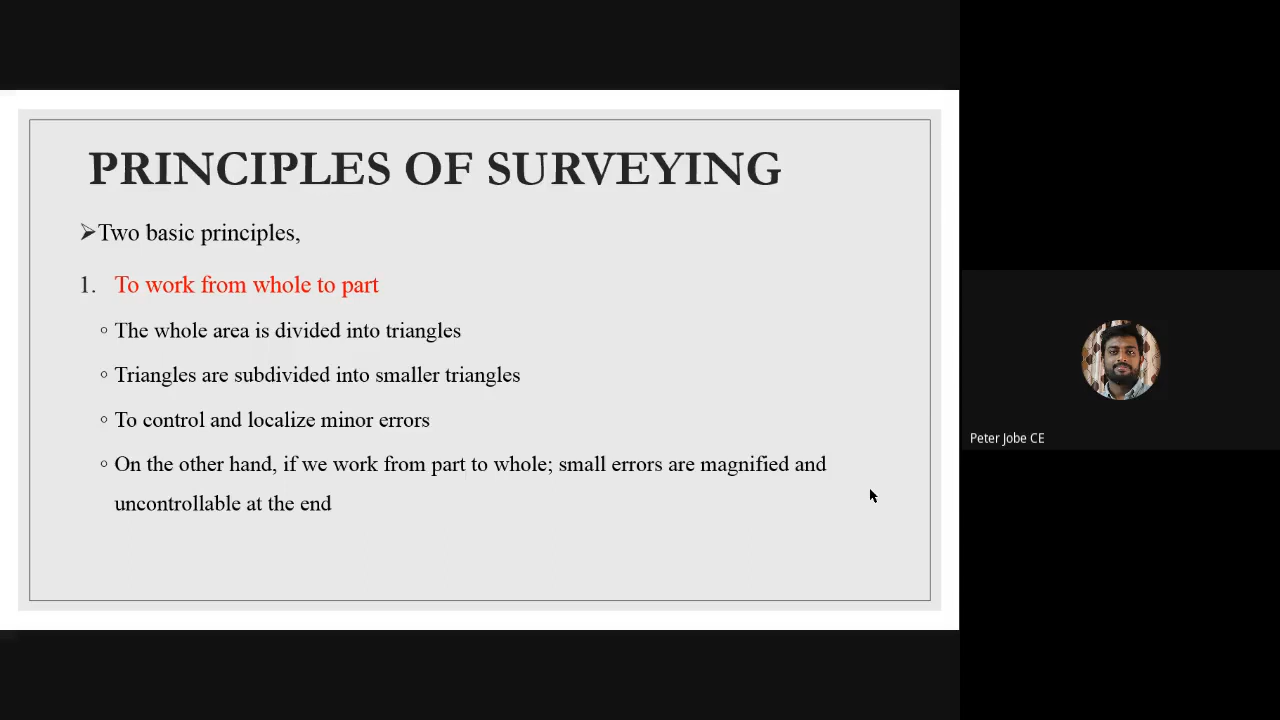 PRINCIPLES OF SURVEYING
➢Two basic principles,
1. To work from whole to part
◦ The whole area is divided into triangles
◦ Triangles are subdivided into smaller triangles
◦ To control and localize minor errors
◦ On the other hand, if we work from part to whole; small errors are magnified and
uncontrollable at the end
Peter Jobe CE